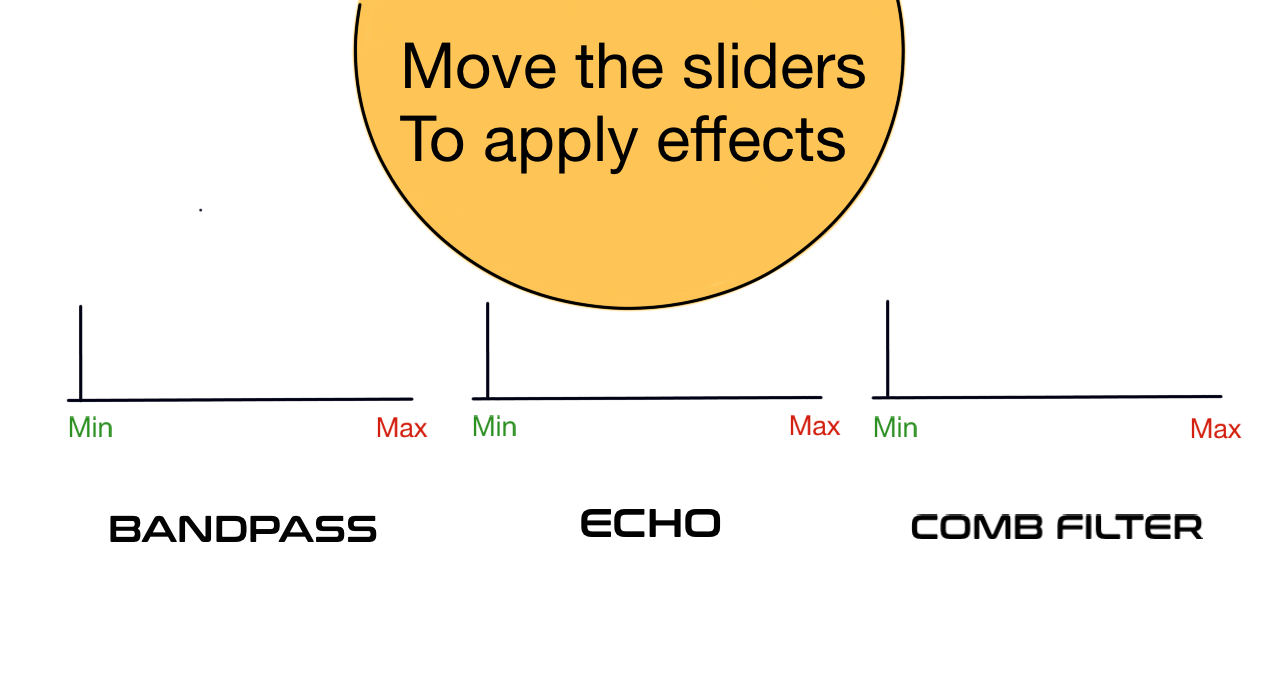 Move the sliders
To apply effects
Min Max Min Max Min Max
BANDPASS ECHO COMB FILTER